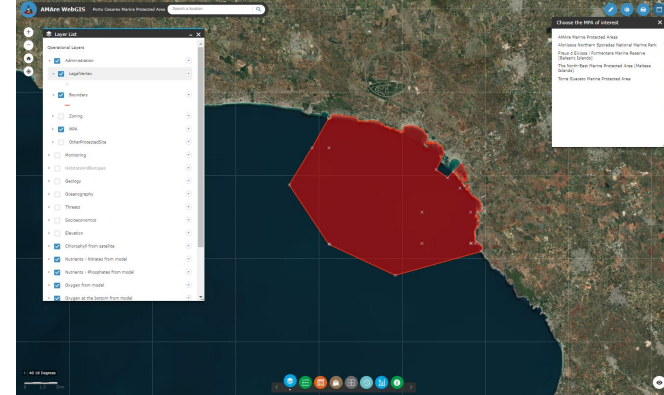 AMAre WebGIS Porto Cesareo Marine Protected Area Search a location
Layer List
Operational Layers
Administration
LegalVertex
Boundary
Zoning
MPA
OtherProtectedSite
Monitoring
HabitatsAndBiotopes
Geology
Oceanography
Threats
Socioeconomics
Elevation
Chlorophyll from satellite
Nutrients - Nitrates from model
Nutrients - Phosphates from model
Oxygen from model
Oxygen at the bottom from model
Choose the MPA of interest
AMAre Marine Protected Areas
Alonissos Northern Sporades National Marine Park
Freus d'Eivissa i Formentera Marine Reserve
(Balearic Islands)
The North-East Marine Protected Area (Maltese
Islands)
Torre Guaceto Marine Protected Area
Degrees